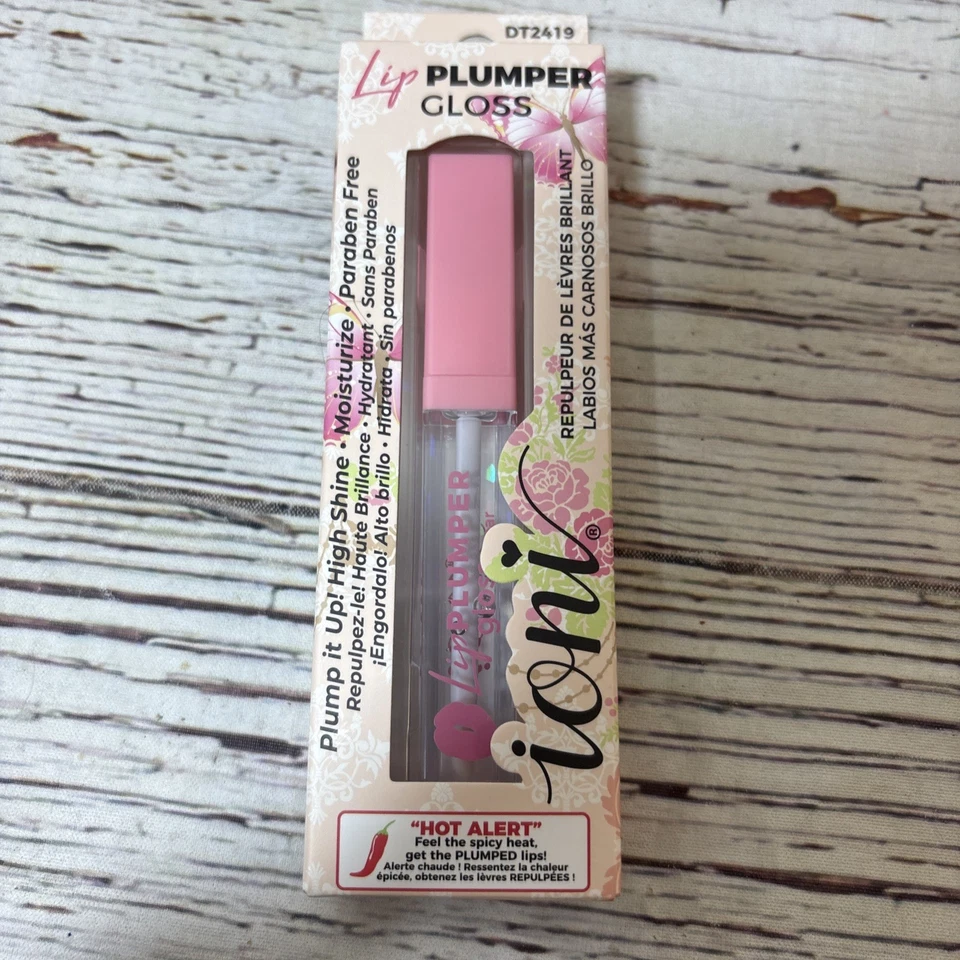 DT2419
Lip PLUMPER
GLOSS
Plump it Up! High Shine • Moisturize • Paraben Free
Repulpez-le! Haute Brillance • Hydratant • Sans Paraben
¡Engordalo! Alto brillo • Hidrata • Sin parabenos
REPULPEUR DE LÈVRES BRILLANT
LABIOS MÁS CARNOSOS BRILLO
Lip PLUMPER
gloss
ioni®
"HOT ALERT"
Feel the spicy heat,
get the PLUMPED lips!
Alerte chaude ! Ressentez la chaleur
épicée, obtenez les lèvres REPULPÉES !